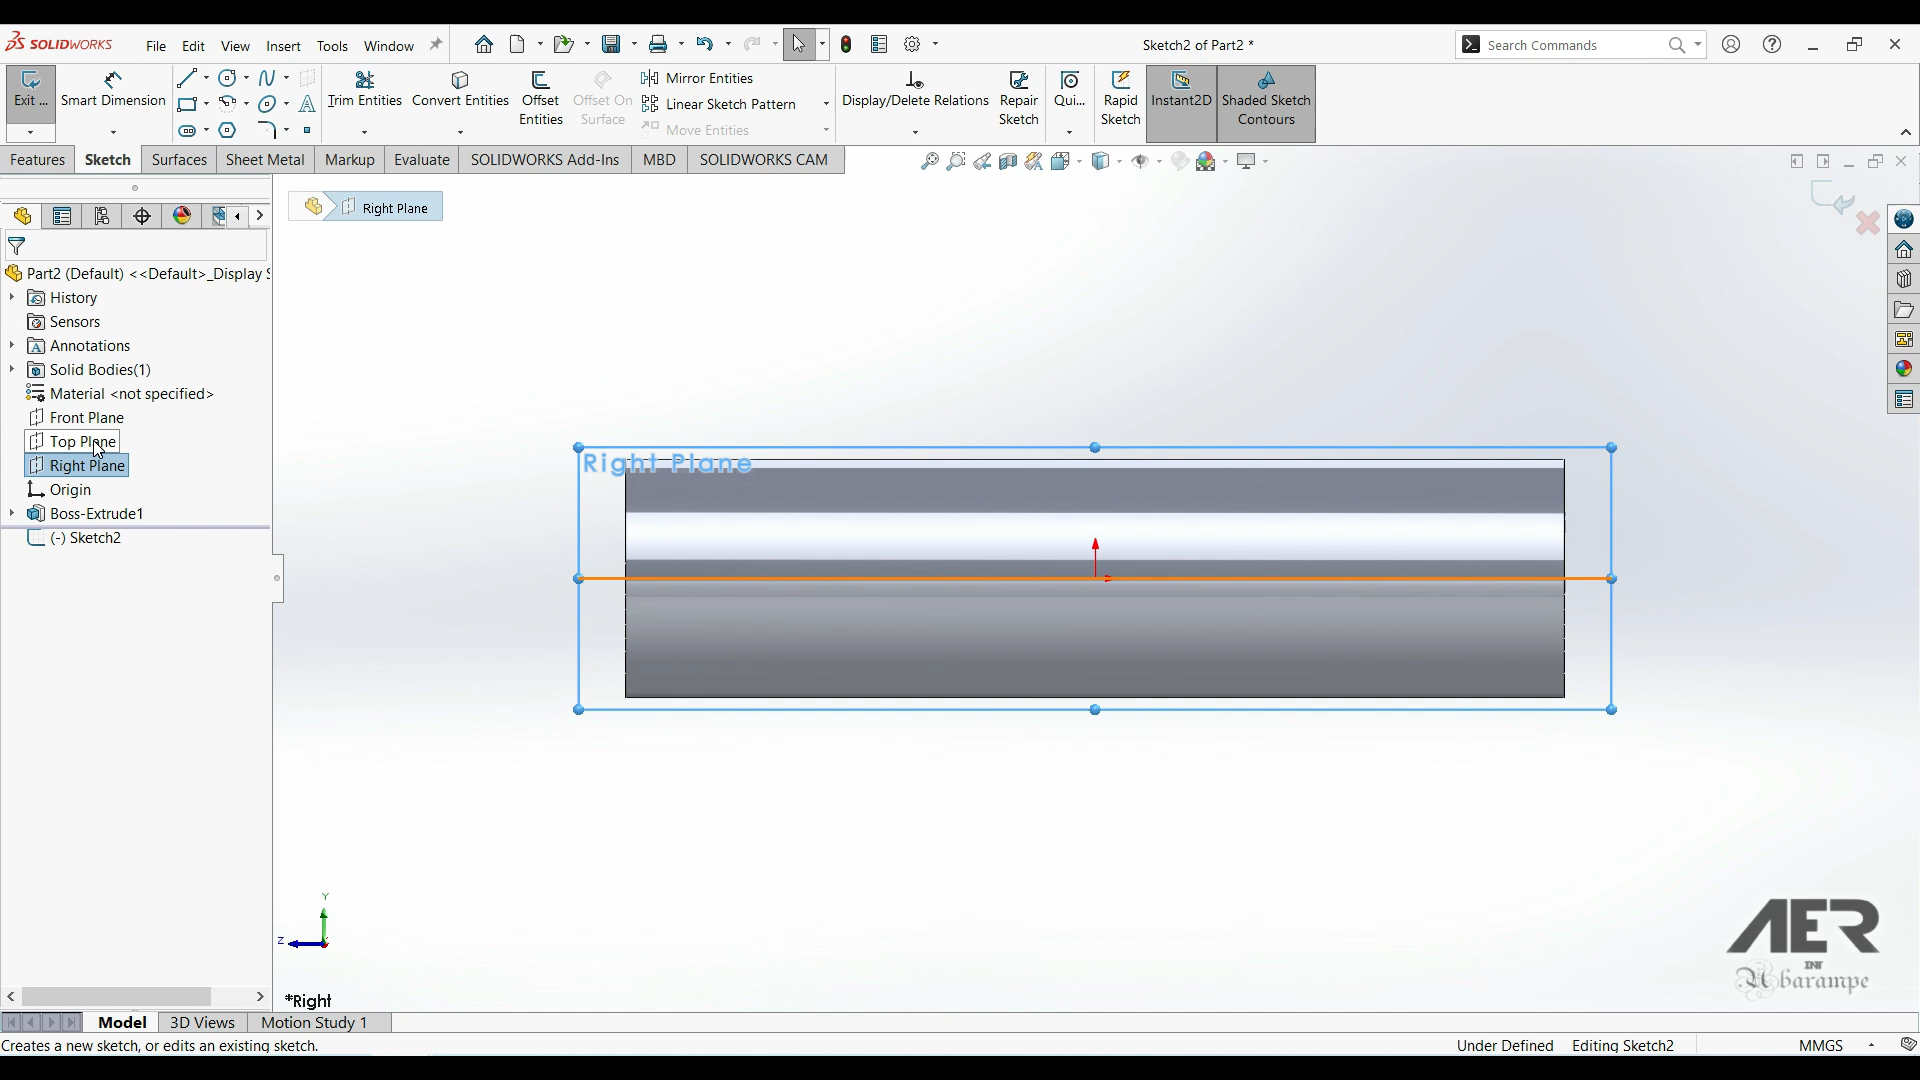 SOLIDWORKS File Edit View Insert Tools Window
Sketch2 of Part2 *
Search Commands
Exit ...
Smart Dimension
Trim Entities
Convert Entities
Offset
Entities
Offset On
Surface
Mirror Entities
Linear Sketch Pattern
Move Entities
Display/Delete Relations
Repair
Sketch
Qui...
Rapid
Sketch
Instant2D
Shaded Sketch
Contours
Features Sketch Surfaces Sheet Metal Markup Evaluate SOLIDWORKS Add-Ins MBD SOLIDWORKS CAM
Right Plane
Part2 (Default) <<Default>_Display S
History
Sensors
Annotations
Solid Bodies(1)
Material <not specified>
Front Plane
Top Plane
Right Plane
Origin
Boss-Extrude1
(-) Sketch2
Right Plane
Y
Z
*Right
AER
INT
Abarampe
Model 3D Views Motion Study 1
Creates a new sketch, or edits an existing sketch.
Under Defined Editing Sketch2 MMGS